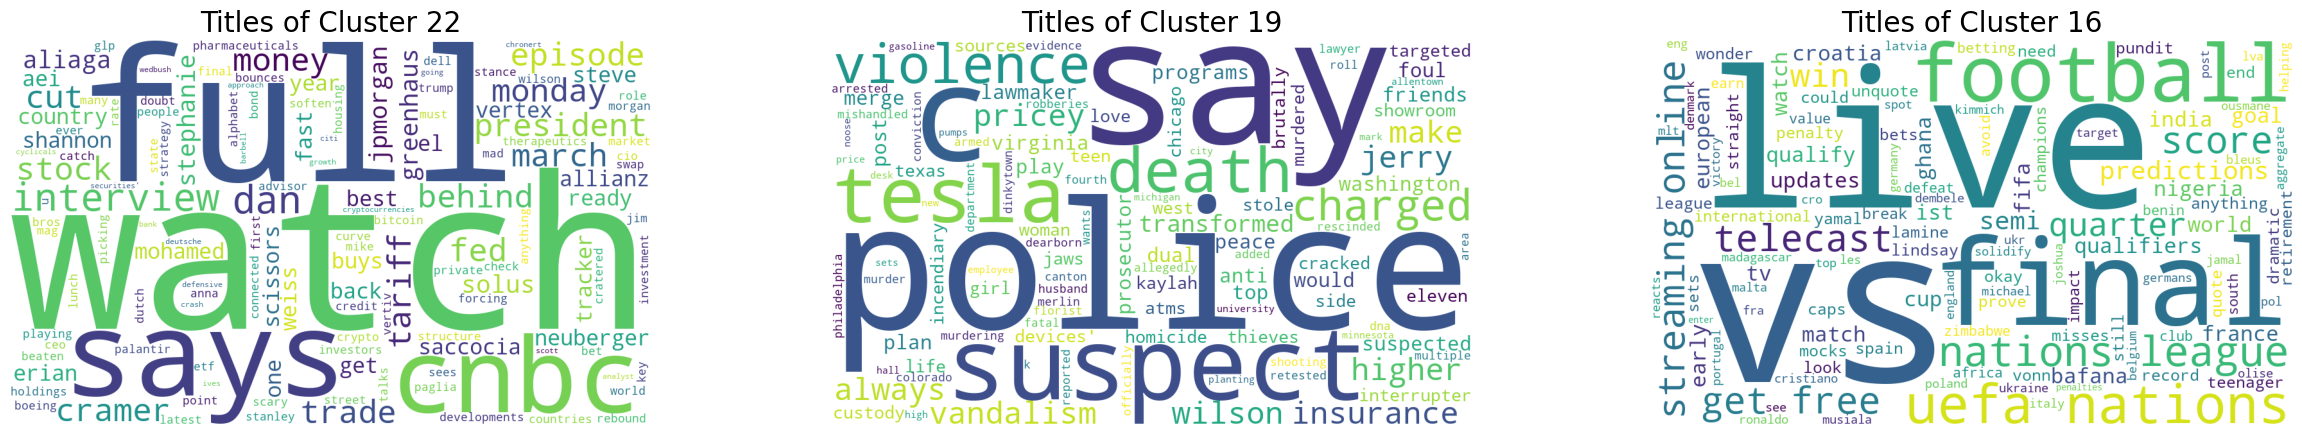 Titles of Cluster 22
Titles of Cluster 19
Titles of Cluster 16
glp
pharmaceuticals
chronert
aliaga
wedbush
full
money
episode
aei
final
bounces
dell
stance
going
steve
cut
many
doubt
year
jpmorgan
wilson
monday
role
country
people
approach
soften
trump
vertex
morgan
shannon
ever
rate
strategy
stephanie
alphabet
bond
fast
housing
greenhaus
must
president
catch
state
barbell
citi
el
therapeutics
market
stock
cyclicals
growth
mad
march
cio
swap
securities'
advisor
best
behind
allianz
interview
dan
cryptocurrencies
ready
bros
u
bank
bitcoin
jim
mag
picking
first
curve
fed
anything
watch
mohamed
deutsche
mike
buys
private
check
tracker
cratered
lunch
defensive
connected
scissors
weiss
back
solus
investment
dutch
anna
crash
credit
tariff
vertiv
forcing
playing
says
structure
neuberger
ceo
crypto
saccocia
bet
scott
beaten
palantir
investors
get
sees
erian
etf
one
talks
paglia
cnbc
analyst
holdings
point
ives
street
world
key
boeing
scary
cramer
latest
stanley
trade
developments
countries
rebound
gasoline
sources
evidence
say
lawyer
targeted
violence
roll
foul
programs
arrested
merge
lawmaker
c
robberies
brutally
murdered
friends
mishandled
pricey
love
chicago
showroom
noose
post
conviction
pumps
armed
virginia
make
mark
allentown
price
teen
death
city
texas
play
jerry
desk
tesla
fourth
washington
new
department
dinkytown
michigan
stole
charged
incendiary
woman
prosecutor
west
transformed
rescinded
police
wants
dearborn
peace
philadelphia
sets
employee
jaws
dual
added
area
murder
girl
canton
allegedly
anti
cracked
husband
kaylah
top
would
merlin
atms
university
side
eleven
florist
murdering
fatal
dna
plan
devices'
homicide
thieves
minnesota
suspect
suspected
life
hall
k
reported
officially
shooting
multiple
colorado
planting
retested
higher
always
interrupter
custody
high
vandalism
wilson
insurance
eng
latvia
betting
need
pundit
lva
wonder
croatia
football
post
live
earn
win
watch
end
helping
denmark
could
unquote
streaming online
european
straight
value
spot
kimmich
ousmane
mlt
penalty
bets
avoid
target
india
goal
score
victory
qualify
ghana
germany
champions
bleus
aggregate
bel
updates
predictions
league
cro
defeat
dembele
fifa
nigeria
international
yamal
break
ist
semi
quarter
benin
anything
world
telecast
lamine
ukr
madagascar
lindsay
solidify
qualifiers
retirement
top
les
vs
final
okay
joshua
germans
jamal
dramatic
reacts
sets
tv
malta
michael
england
cup
prove
impact
target
quote
south
pol
enter
early
portugal
fra
caps
zimbabwe
misses
club
france
match
still
belgium
mocks
spain
nations league
look
africa
vonn
bafana
record
olise
cristiano
poland
ukraine
teenager
get free
see
uefa nations
penalties
ronaldo
musiala
italy